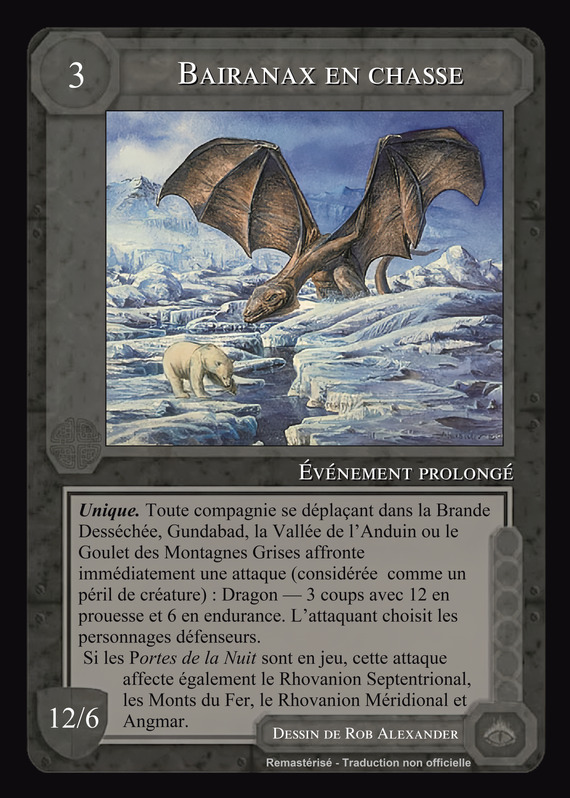 3
BAIRANAX EN CHASSE
ÉVÉNEMENT PROLONGÉ
Unique. Toute compagnie se déplaçant dans la Brande
Desséchée, Gundabad, la Vallée de l'Anduin ou le
Goulet des Montagnes Grises affronte
immédiatement une attaque (considérée comme un
péril de créature) : Dragon — 3 coups avec 12 en
prouesse et 6 en endurance. L'attaquant choisit les
personnages défenseurs.
Si les Portes de la Nuit sont en jeu, cette attaque
affecte également le Rhovanion Septentrional,
les Monts du Fer, le Rhovanion Méridional et
Angmar.
12/6
DESSIN DE ROB ALEXANDER
Remastérisé - Traduction non officielle